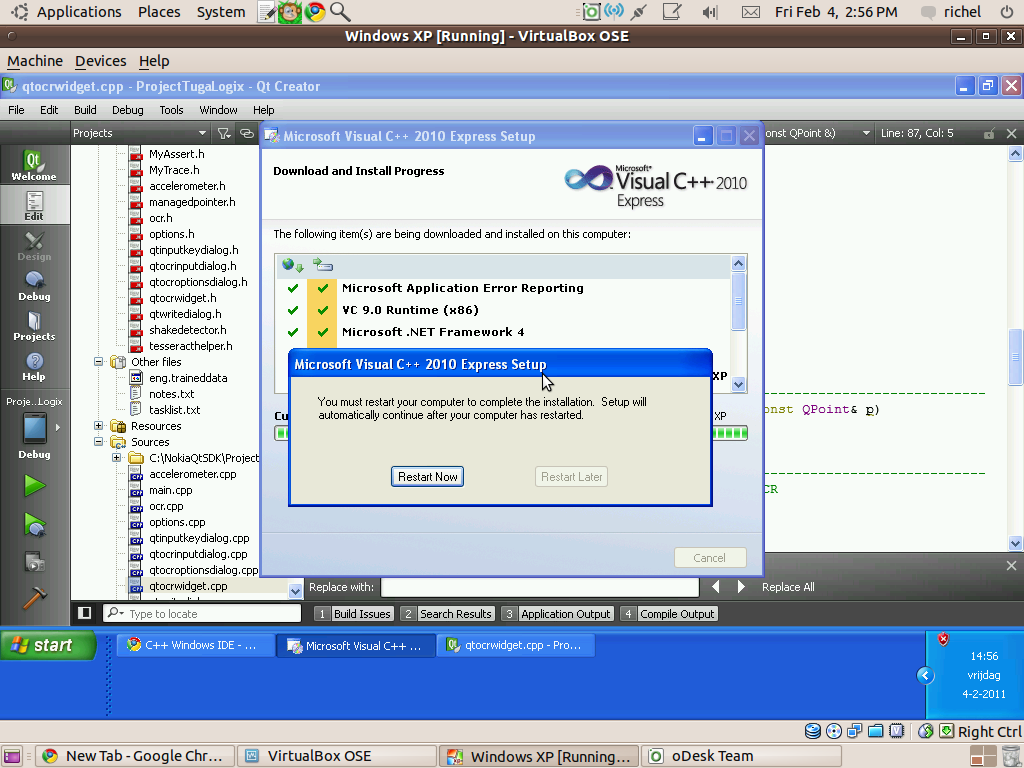 Applications Places System Fri Feb 4, 2:56 PM richel
Windows XP [Running] - VirtualBox OSE
Machine Devices Help
qtocrwidget.cpp - ProjectTugaLogix - Qt Creator
File Edit Build Debug Tools Window Help
Projects
onst QPoint &)
Line: 87, Col: 5
Welcome
Edit
Design
Debug
Projects
Help
Proje...Logix
Debug
MyAssert.h
MyTrace.h
accelerometer.h
managedpointer.h
ocr.h
options.h
qtinputkeydialog.h
qtocrinputdialog.h
qtocroptionsdialog.h
qtocrwidget.h
qtwritedialog.h
shakedetector.h
tesseracthelper.h
Other files
eng.traineddata
notes.txt
tasklist.txt
Resources
Sources
C:\NokiaQtSDK\Project
accelerometer.cpp
main.cpp
ocr.cpp
options.cpp
qtinputkeydialog.cpp
qtocrinputdialog.cpp
qtocroptionsdialog.cpp
qtocrwidget.cpp
Microsoft Visual C++ 2010 Express Setup
Download and Install Progress
Microsoft®
Visual C++ 2010
Express
The following item(s) are being downloaded and installed on this computer:
Microsoft Application Error Reporting
VC 9.0 Runtime (x86)
Microsoft .NET Framework 4
XP
Cu
XP
Microsoft Visual C++ 2010 Express Setup
You must restart your computer to complete the installation. Setup will
automatically continue after your computer has restarted.
Restart Now Restart Later
Cancel
onst QPoint& p)
CR
Replace with: Replace All
Type to locate 1 Build Issues 2 Search Results 3 Application Output 4 Compile Output
start C++ Windows IDE - ... Microsoft Visual C++ ... qtocrwidget.cpp - Pro...
14:56
vrijdag
4-2-2011
Right Ctrl
New Tab - Google Chr... VirtualBox OSE Windows XP [Running... oDesk Team